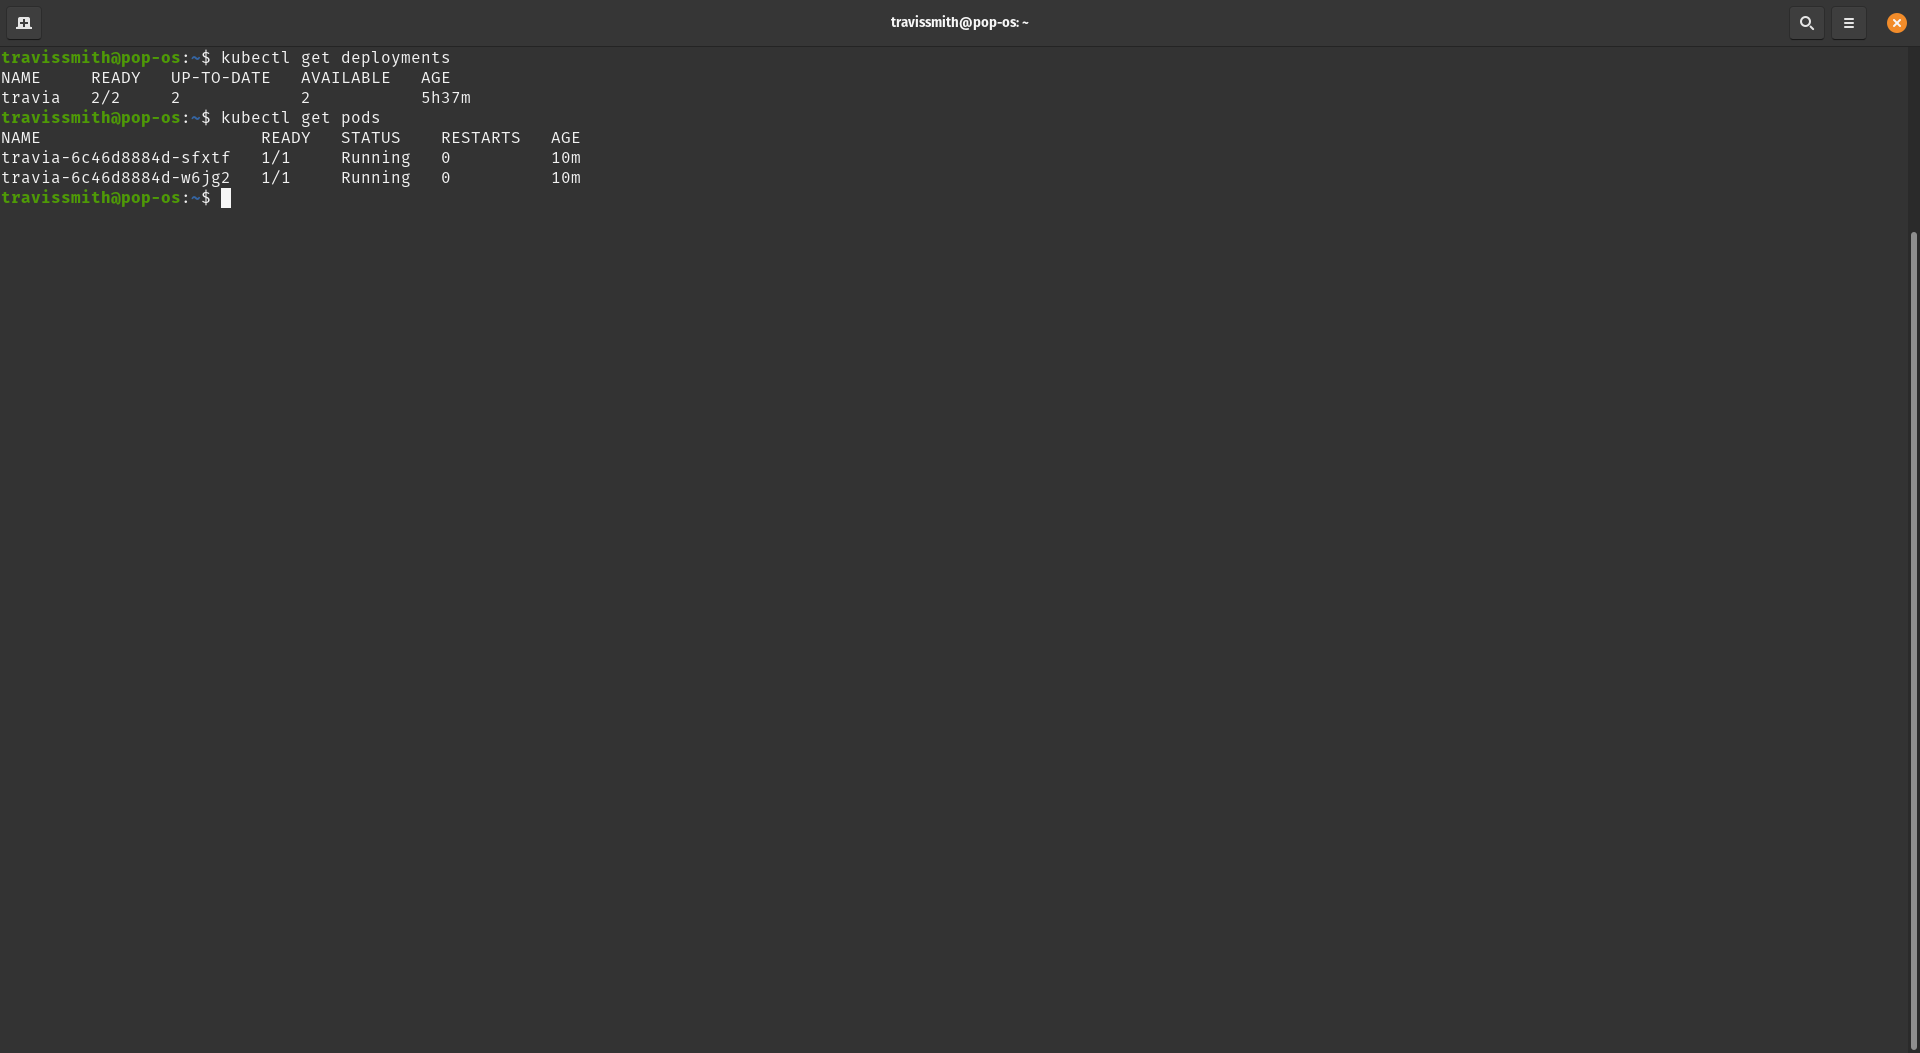 travissmith@pop-os: ~
travissmith@pop-os:~$ kubectl get deployments
NAME     READY   UP-TO-DATE   AVAILABLE   AGE
travia   2/2     2            2           5h37m
travissmith@pop-os:~$ kubectl get pods
NAME                      READY   STATUS    RESTARTS   AGE
travia-6c46d8884d-sfxtf   1/1     Running   0          10m
travia-6c46d8884d-w6jg2   1/1     Running   0          10m
travissmith@pop-os:~$